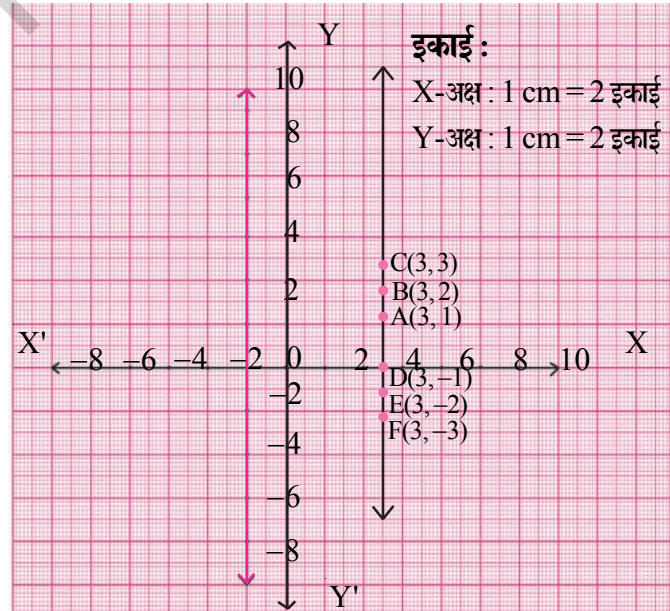 Y
इकाई :
X-अक्ष : 1 cm = 2 इकाई
Y-अक्ष : 1 cm = 2 इकाई
10
8
6
4
2
C(3, 3)
B(3, 2)
A(3, 1)
X' –8 –6 –4 –2 0 2 4 6 8 10 X
D(3, –1)
–2
E(3, –2)
F(3, –3)
–4
–6
–8
Y'